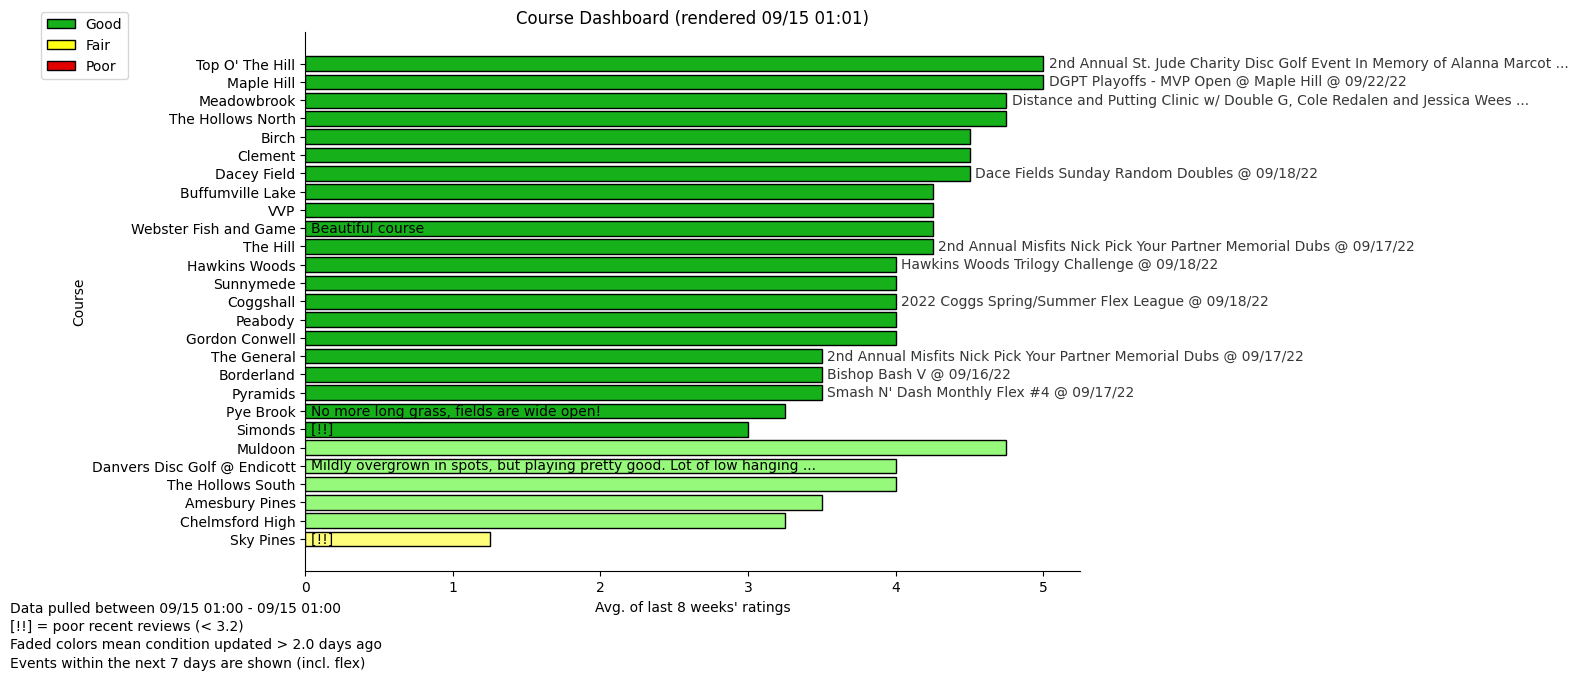 Good
Fair
Poor
Course Dashboard (rendered 09/15 01:01)
Top O' The Hill 2nd Annual St. Jude Charity Disc Golf Event In Memory of Alanna Marcot ...
Maple Hill DGPT Playoffs - MVP Open @ Maple Hill @ 09/22/22
Meadowbrook Distance and Putting Clinic w/ Double G, Cole Redalen and Jessica Wees ...
The Hollows North
Birch
Clement
Dacey Field Dace Fields Sunday Random Doubles @ 09/18/22
Buffumville Lake
VVP
Webster Fish and Game Beautiful course
The Hill 2nd Annual Misfits Nick Pick Your Partner Memorial Dubs @ 09/17/22
Hawkins Woods Hawkins Woods Trilogy Challenge @ 09/18/22
Sunnymede
Coggshall 2022 Coggs Spring/Summer Flex League @ 09/18/22
Peabody
Gordon Conwell
The General 2nd Annual Misfits Nick Pick Your Partner Memorial Dubs @ 09/17/22
Borderland Bishop Bash V @ 09/16/22
Pyramids Smash N' Dash Monthly Flex #4 @ 09/17/22
Pye Brook No more long grass, fields are wide open!
Simonds [!!]
Muldoon
Danvers Disc Golf @ Endicott Mildly overgrown in spots, but playing pretty good. Lot of low hanging ...
The Hollows South
Amesbury Pines
Chelmsford High
Sky Pines [!!]
Course
0 1 2 3 4 5
Avg. of last 8 weeks' ratings
Data pulled between 09/15 01:00 - 09/15 01:00
[!!] = poor recent reviews (< 3.2)
Faded colors mean condition updated > 2.0 days ago
Events within the next 7 days are shown (incl. flex)